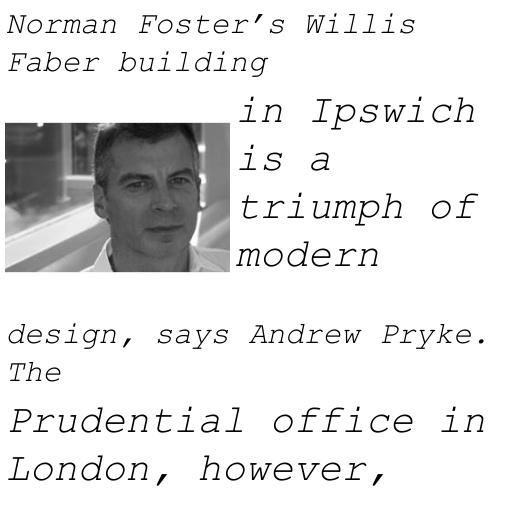 Norman Foster’s Willis
Faber building
in Ipswich
is a
triumph of
modern
design, says Andrew Pryke.
The
Prudential office in
London, however,